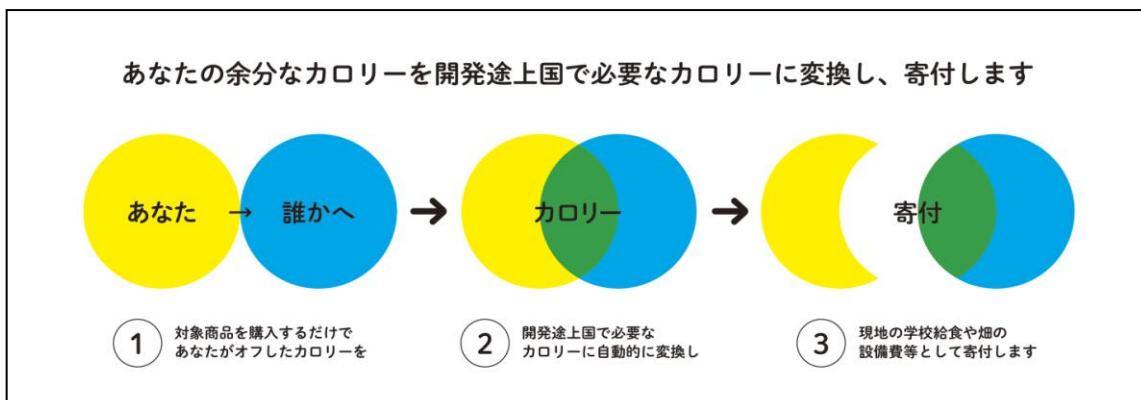 あなたの余分なカロリーを開発途上国で必要なカロリーに変換し、寄付します
あなた → 誰かへ
カロリー
寄付
1
対象商品を購入するだけで
あなたがオフしたカロリーを
2
開発途上国で必要な
カロリーに自動的に変換し
3
現地の学校給食や畑の
設備費等として寄付します